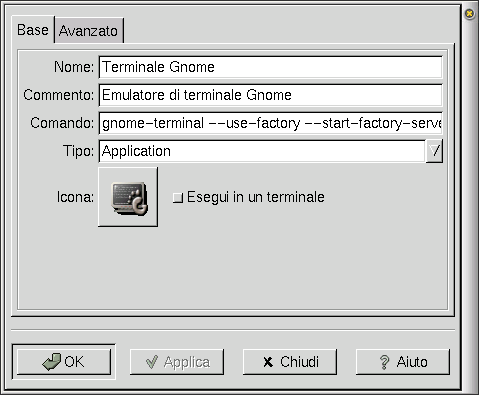 Base Avanzato
Nome: Terminale Gnome
Commento: Emulatore di terminale Gnome
Comando: gnome-terminal --use-factory --start-factory-serve
Tipo: Application
Icona: Esegui in un terminale
OK Applica Chiudi Aiuto